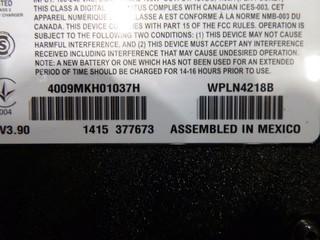 TED
CLASS 2
APPARATUS COMPLIES WITH CANADIAN ICES-003, CET
APPAREIL NUMERIQUE DE LA CLASSE A EST CONFORME A LA NORME NMB-003 DU
CANADA. THIS DEVICE COMPLIES WITH PART 15 OF THE FCC RULES. OPERATION IS
SUBJECT TO THE FOLLOWING TWO CONDITIONS: (1) THIS DEVICE MAY NOT CAUSE
HARMFUL INTERFERENCE, AND (2) THIS DEVICE MUST ACCEPT ANY INTERFERENCE
RECEIVED, INCLUDING INTERFERENCE THAT MAY CAUSE UNDESIRED OPERATION.
NOTE: A NEW BATTERY OR ONE WHICH HAS NOT BEEN USED FOR AN EXTENDED
PERIOD SHOULD BE CHARGED FOR 14-16 HOURS PRIOR TO USE.
4009MKH01037H WPLN4218B
004
V3.90 1415 377673 ASSEMBLED IN MEXICO